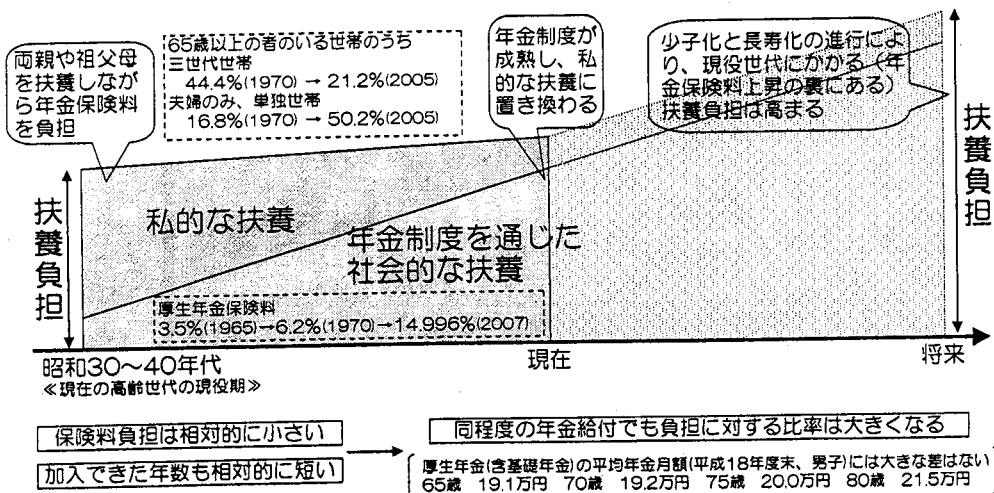 両親や祖父母
を扶養しなが
ら年金保険料
を負担
65歳以上の者のいる世帯のうち
三世代世帯
44.4%(1970) → 21.2%(2005)
夫婦のみ、単独世帯
16.8%(1970) → 50.2%(2005)
年金制度が
成熟し、私
的な扶養に
置き換わる
少子化と長寿化の進行によ
り、現役世代にかかる（年
金保険料上昇の裏にある）
扶養負担は高まる
扶養負担
私的な扶養
年金制度を通じた
社会的な扶養
厚生年金保険料
3.5%(1965)→6.2%(1970)→14.996%(2007)
扶養負担
昭和30～40年代
≪現在の高齢世代の現役期≫
現在
将来
保険料負担は相対的に小さい
加入できた年数も相対的に短い
同程度の年金給付でも負担に対する比率は大きくなる
厚生年金(含基礎年金)の平均年金月額(平成18年度末、男子)には大きな差はない
65歳 19.1万円 70歳 19.2万円 75歳 20.0万円 80歳 21.5万円